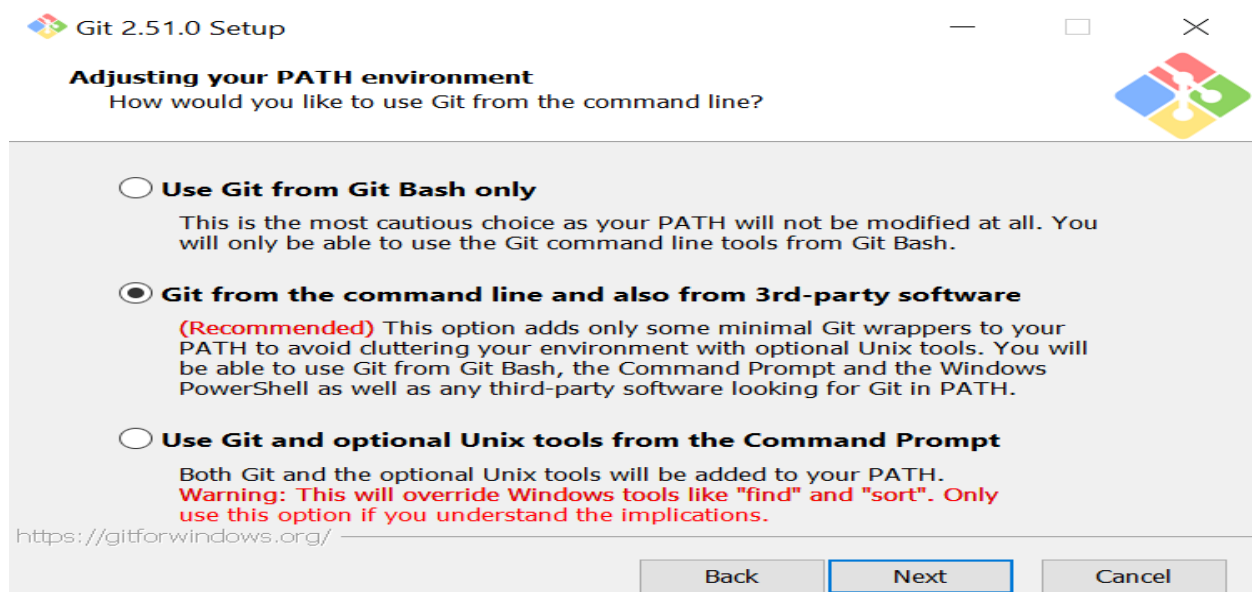 Git 2.51.0 Setup
Adjusting your PATH environment
How would you like to use Git from the command line?
Use Git from Git Bash only
This is the most cautious choice as your PATH will not be modified at all. You
will only be able to use the Git command line tools from Git Bash.
Git from the command line and also from 3rd-party software
(Recommended) This option adds only some minimal Git wrappers to your
PATH to avoid cluttering your environment with optional Unix tools. You will
be able to use Git from Git Bash, the Command Prompt and the Windows
PowerShell as well as any third-party software looking for Git in PATH.
Use Git and optional Unix tools from the Command Prompt
Both Git and the optional Unix tools will be added to your PATH.
Warning: This will override Windows tools like "find" and "sort". Only
use this option if you understand the implications.
https://gitforwindows.org/
Back Next Cancel